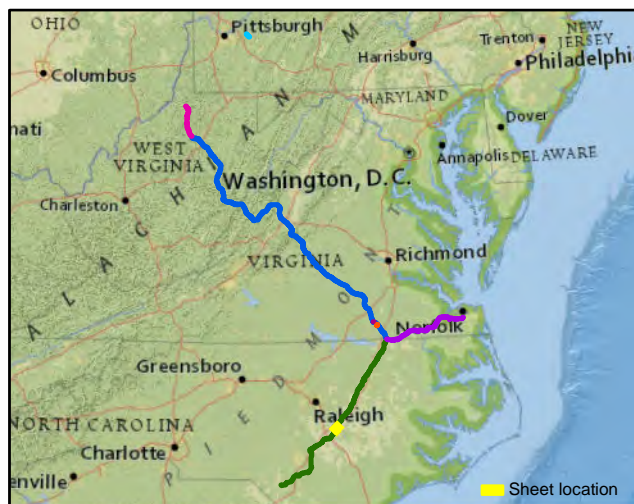 OHIO
Pittsburgh
NEW
JERSEY
Trenton
Harrisburg
Philadelphia
Columbus
MARYLAND
nati
Dover
WEST
VIRGINIA
Annapolis
DELAWARE
Washington, D.C.
Charleston
Richmond
VIRGINIA
Norfolk
Greensboro
Raleigh
NORTH CAROLINA
Charlotte
enville
A L A C H I A N M
P I E D M O N T
Sheet location